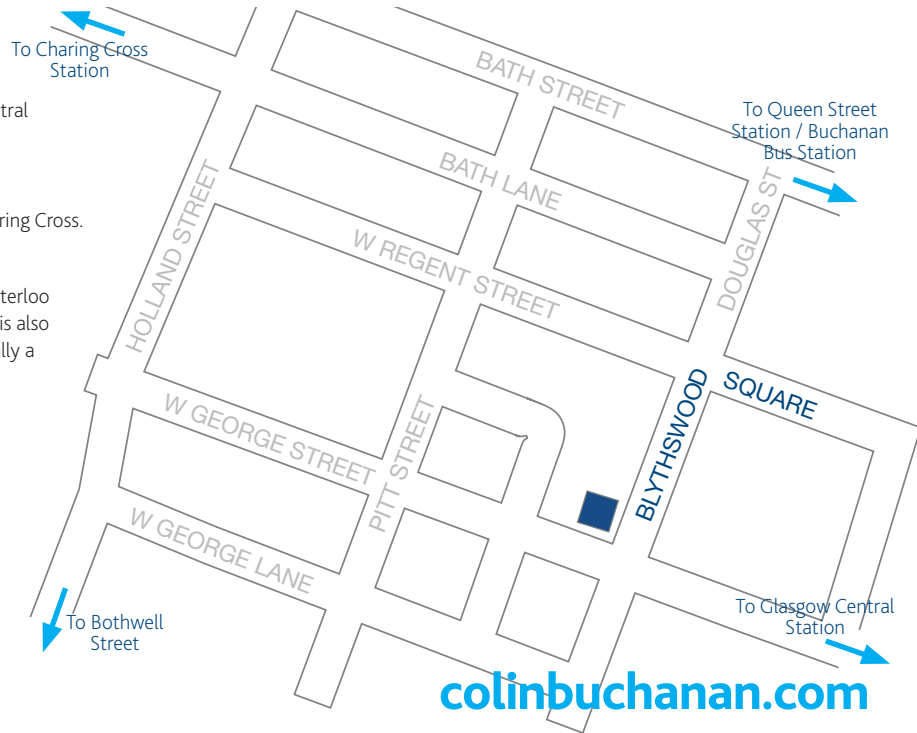 To Charing Cross
Station
tral
ring Cross.
terloo
is also
ally a
BATH STREET
To Queen Street
Station / Buchanan
Bus Station
BATH LANE
DOUGLAS ST
HOLLAND STREET
W REGENT STREET
BLYTHSWOOD
SQUARE
W GEORGE STREET
PITT STREET
W GEORGE LANE
To Bothwell
Street
To Glasgow Central
Station
colinbuchanan.com